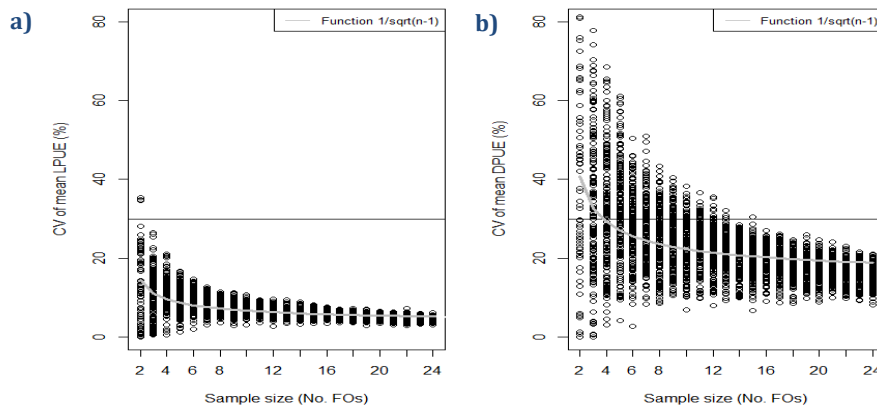 a)
Function 1/sqrt(n-1)
CV of mean LPUE (%)
80
60
40
20
0
2 4 6 8 12 16 20 24
Sample size (No. FOs)
b)
Function 1/sqrt(n-1)
CV of mean DPUE (%)
80
60
40
20
0
2 4 6 8 12 16 20 24
Sample size (No. FOs)